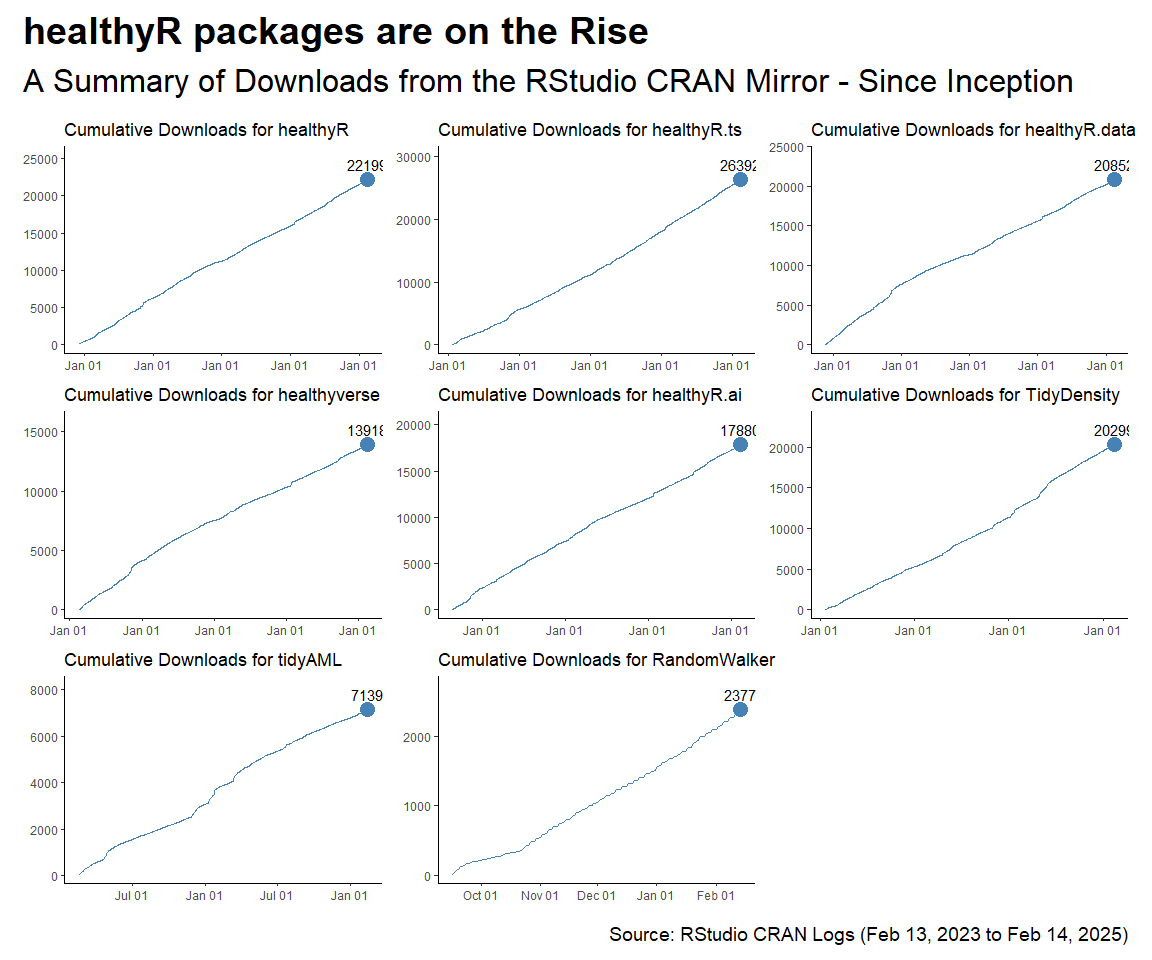 healthyR packages are on the Rise
A Summary of Downloads from the RStudio CRAN Mirror - Since Inception
Cumulative Downloads for healthyR
25000
20000
15000
10000
5000
0
22199
Jan 01 Jan 01 Jan 01 Jan 01 Jan 01
Cumulative Downloads for healthyR.ts
30000
20000
10000
0
26392
Jan 01 Jan 01 Jan 01 Jan 01 Jan 01
Cumulative Downloads for healthyR.data
25000
20000
15000
10000
5000
0
20852
Jan 01 Jan 01 Jan 01 Jan 01 Jan 01
Cumulative Downloads for healthyverse
15000
10000
5000
0
13918
Jan 01 Jan 01 Jan 01 Jan 01 Jan 01
Cumulative Downloads for healthyR.ai
20000
15000
10000
5000
0
17880
Jan 01 Jan 01 Jan 01 Jan 01
Cumulative Downloads for TidyDensity
20000
15000
10000
5000
0
20299
Jan 01 Jan 01 Jan 01 Jan 01
Cumulative Downloads for tidyAML
8000
6000
4000
2000
0
7139
Jul 01 Jan 01 Jul 01 Jan 01
Cumulative Downloads for RandomWalker
2000
1000
0
2377
Oct 01 Nov 01 Dec 01 Jan 01 Feb 01
Source: RStudio CRAN Logs (Feb 13, 2023 to Feb 14, 2025)